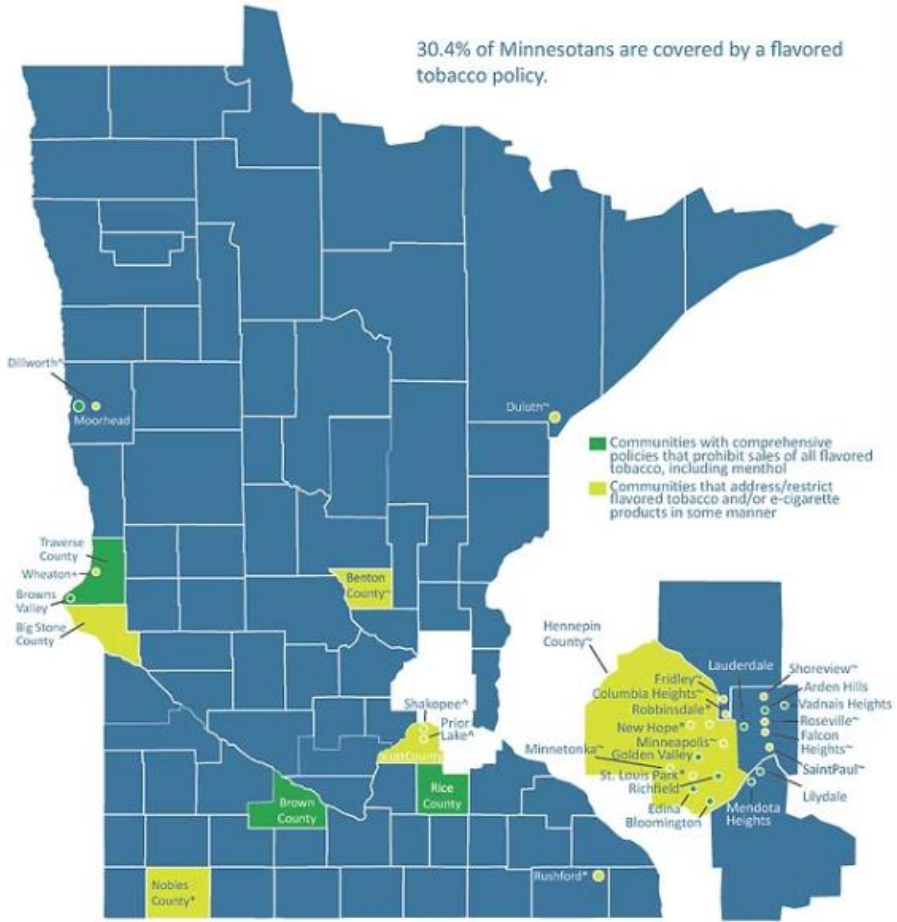 30.4% of Minnesotans are covered by a flavored
tobacco policy.
Dillworth^
Moorhead
Duluth~
Communities with comprehensive
policies that prohibit sales of all flavored
tobacco, including menthol
Communities that address/restrict
flavored tobacco and/or e-cigarette
products in some manner
Traverse
County
Wheaton+
Browns
Valley
Big Stone
County
Benton
County~
Shakopee^
Prior
Lake^
Scott County
Rice
County
Brown
County
Nobles
County*
Rushford*
Hennepin
County~
Lauderdale
Shoreview~
Arden Hills
Vadnais Heights
Roseville~
Falcon
Heights~
SaintPaul~
Lilydale
Mendota
Heights
Fridley~
Columbia Heights~
Robbinsdale*
New Hope*
Minneapolis~
Minnetonka~
Golden Valley
St. Louis Park*
Richfield
Edina
Bloomington